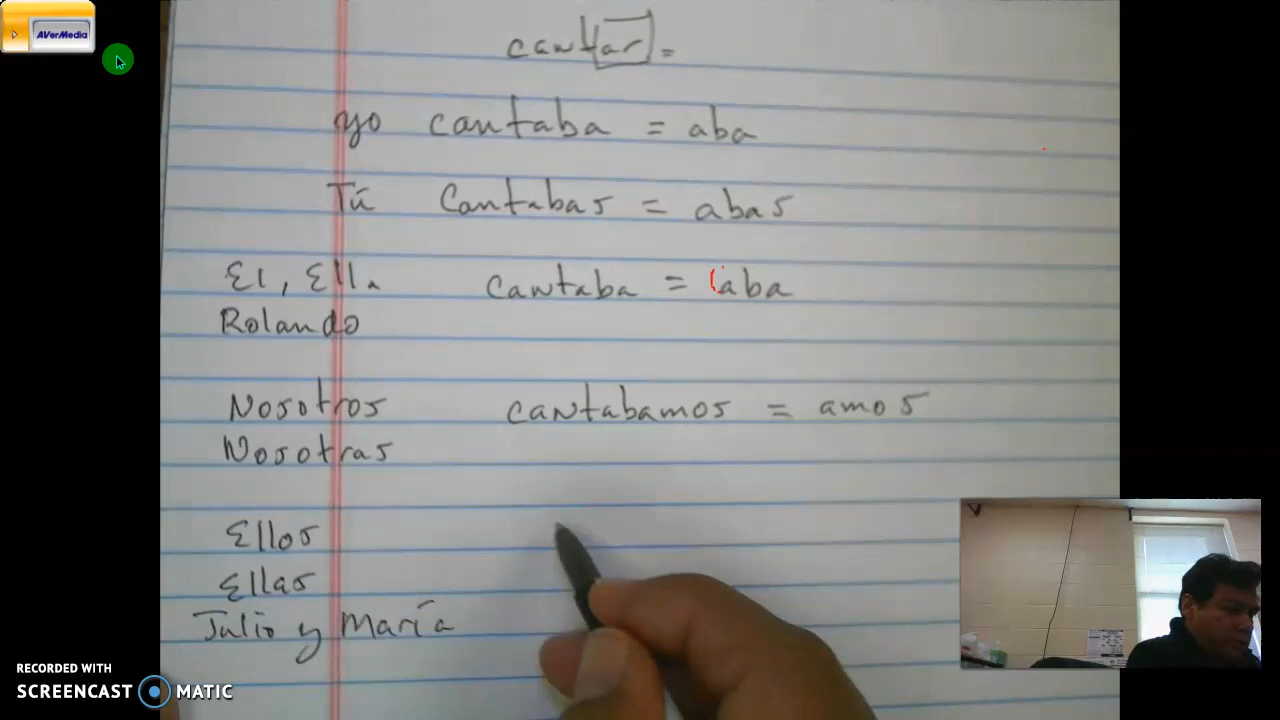 AVerMedia
cantar =
yo cantaba = aba
Tú cantabas = abas
El, Ella cantaba = aba
Rolando
Nosotros cantabamos = amos
Nosotras
Ellos
Ellas
Julio y María
RECORDED WITH
SCREENCAST MATIC